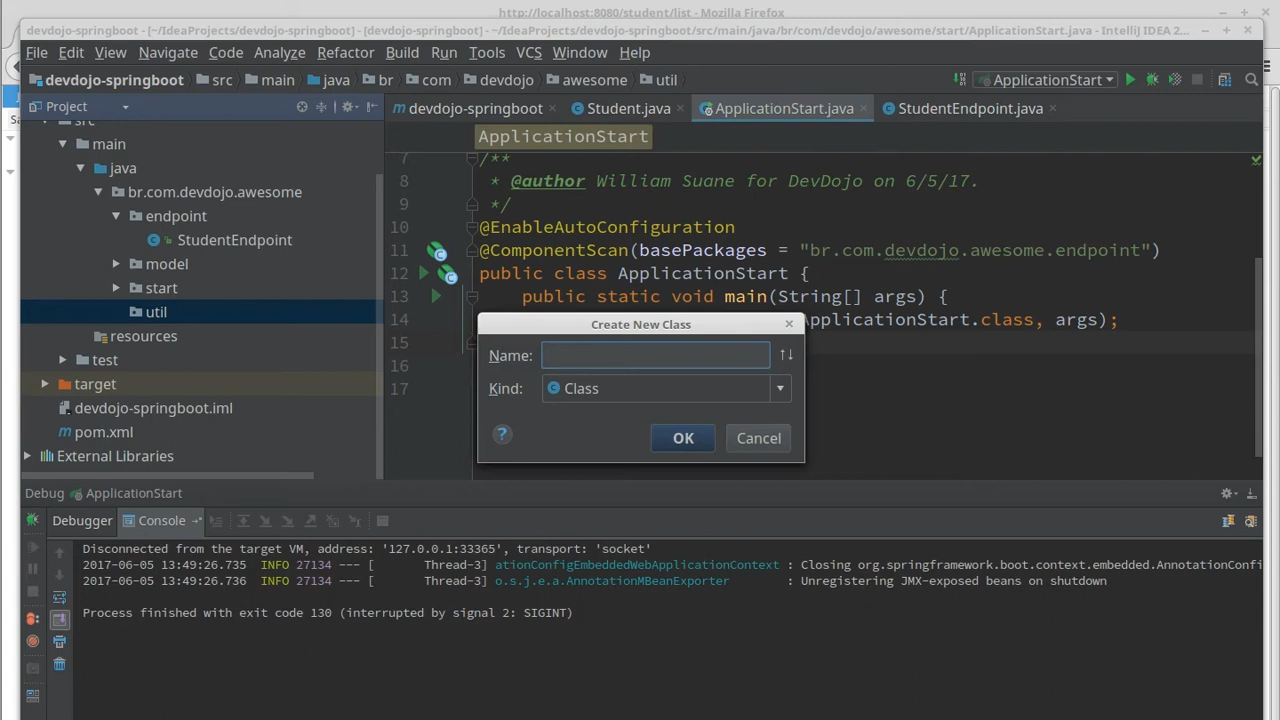 http://localhost:8080/student/list - Mozilla Firefox
devdojo-springboot - [~/IdeaProjects/devdojo-springboot] - [devdojo-springboot] - ~/IdeaProjects/devdojo-springboot/src/main/java/br/com/devdojo/awesome/start/ApplicationStart.java - IntelliJ IDEA 2...
File Edit View Navigate Code Analyze Refactor Build Run Tools VCS Window Help
devdojo-springboot src main java br com devdojo awesome util ApplicationStart
Project
devdojo-springboot Student.java ApplicationStart.java StudentEndpoint.java
ApplicationStart
src
main
java
br.com.devdojo.awesome
endpoint
StudentEndpoint
model
start
util
resources
test
target
devdojo-springboot.iml
pom.xml
External Libraries
7 /**
8 * @author William Suane for DevDojo on 6/5/17.
9 */
10 @EnableAutoConfiguration
11 @ComponentScan(basePackages = "br.com.devdojo.awesome.endpoint")
12 public class ApplicationStart {
13 public static void main(String[] args) {
14 ApplicationStart.class, args);
15
16
17
Create New Class
Name:
Kind: Class
? OK Cancel
Debug ApplicationStart
Debugger Console
Disconnected from the target VM, address: '127.0.0.1:33365', transport: 'socket'
2017-06-05 13:49:26.735 INFO 27134 --- [ Thread-3] ationConfigEmbeddedWebApplicationContext : Closing org.springframework.boot.context.embedded.AnnotationConfi
2017-06-05 13:49:26.736 INFO 27134 --- [ Thread-3] o.s.j.e.a.AnnotationMBeanExporter : Unregistering JMX-exposed beans on shutdown
Process finished with exit code 130 (interrupted by signal 2: SIGINT)